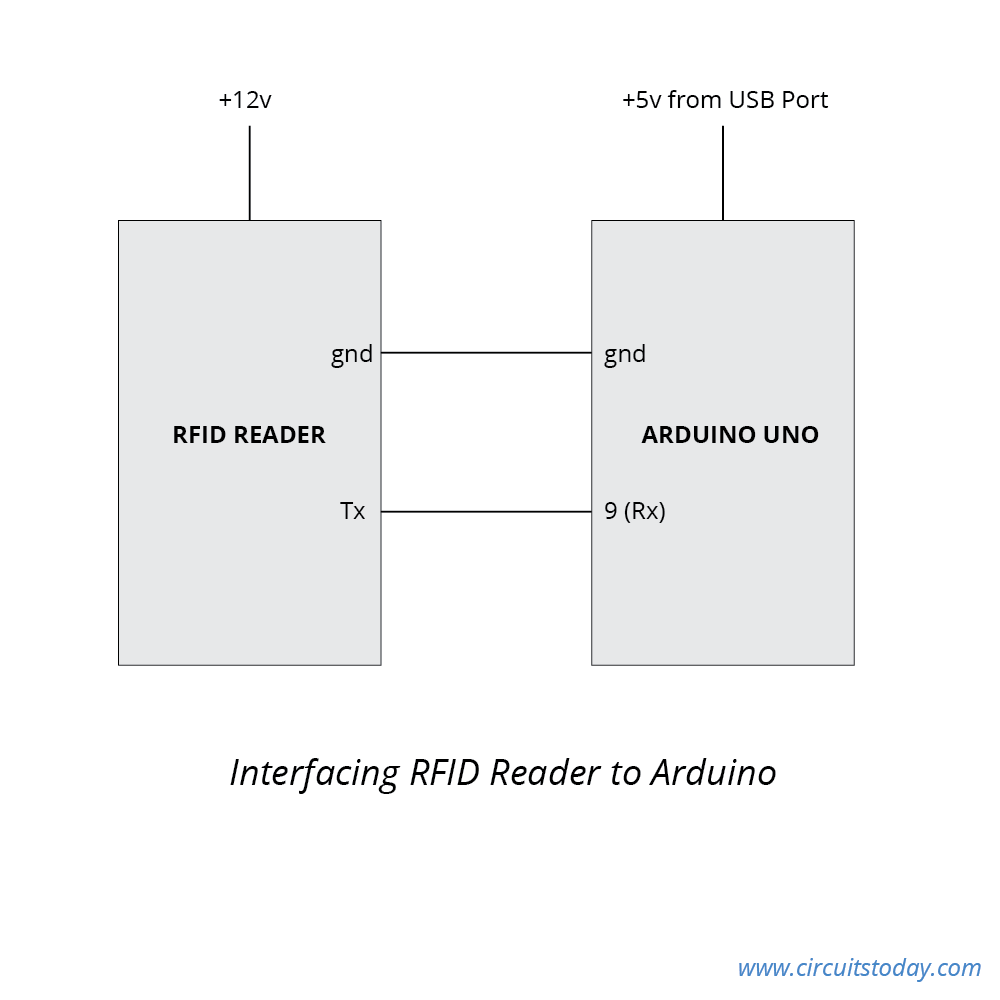 +12v
+5v from USB Port
gnd
gnd
RFID READER
ARDUINO UNO
Tx
9 (Rx)
Interfacing RFID Reader to Arduino
www.circuitstoday.com